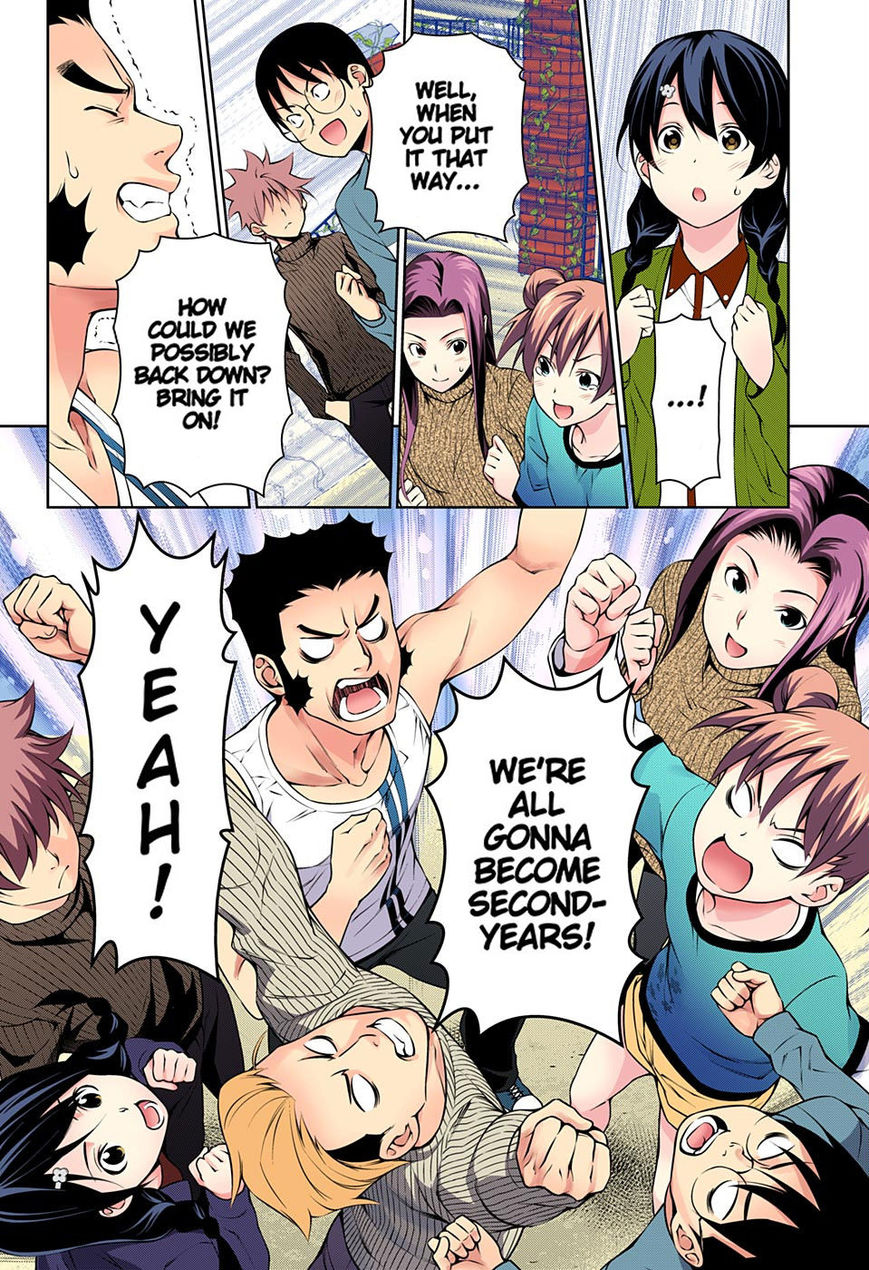 ...!
WELL,
WHEN
YOU PUT
IT THAT
WAY...
HOW
COULD WE
POSSIBLY
BACK DOWN?
BRING IT
ON!
WE'RE
ALL
GONNA
BECOME
SECOND-
YEARS!
YEAH!